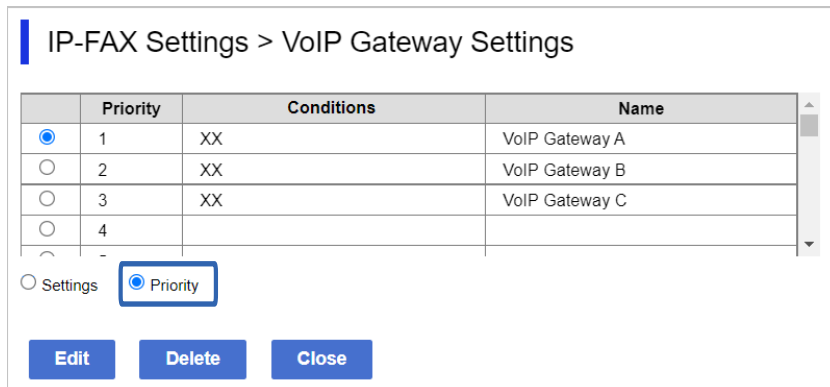 IP-FAX Settings > VoIP Gateway Settings
Priority Conditions Name
1 XX VoIP Gateway A
2 XX VoIP Gateway B
3 XX VoIP Gateway C
4
Settings Priority
Edit Delete Close